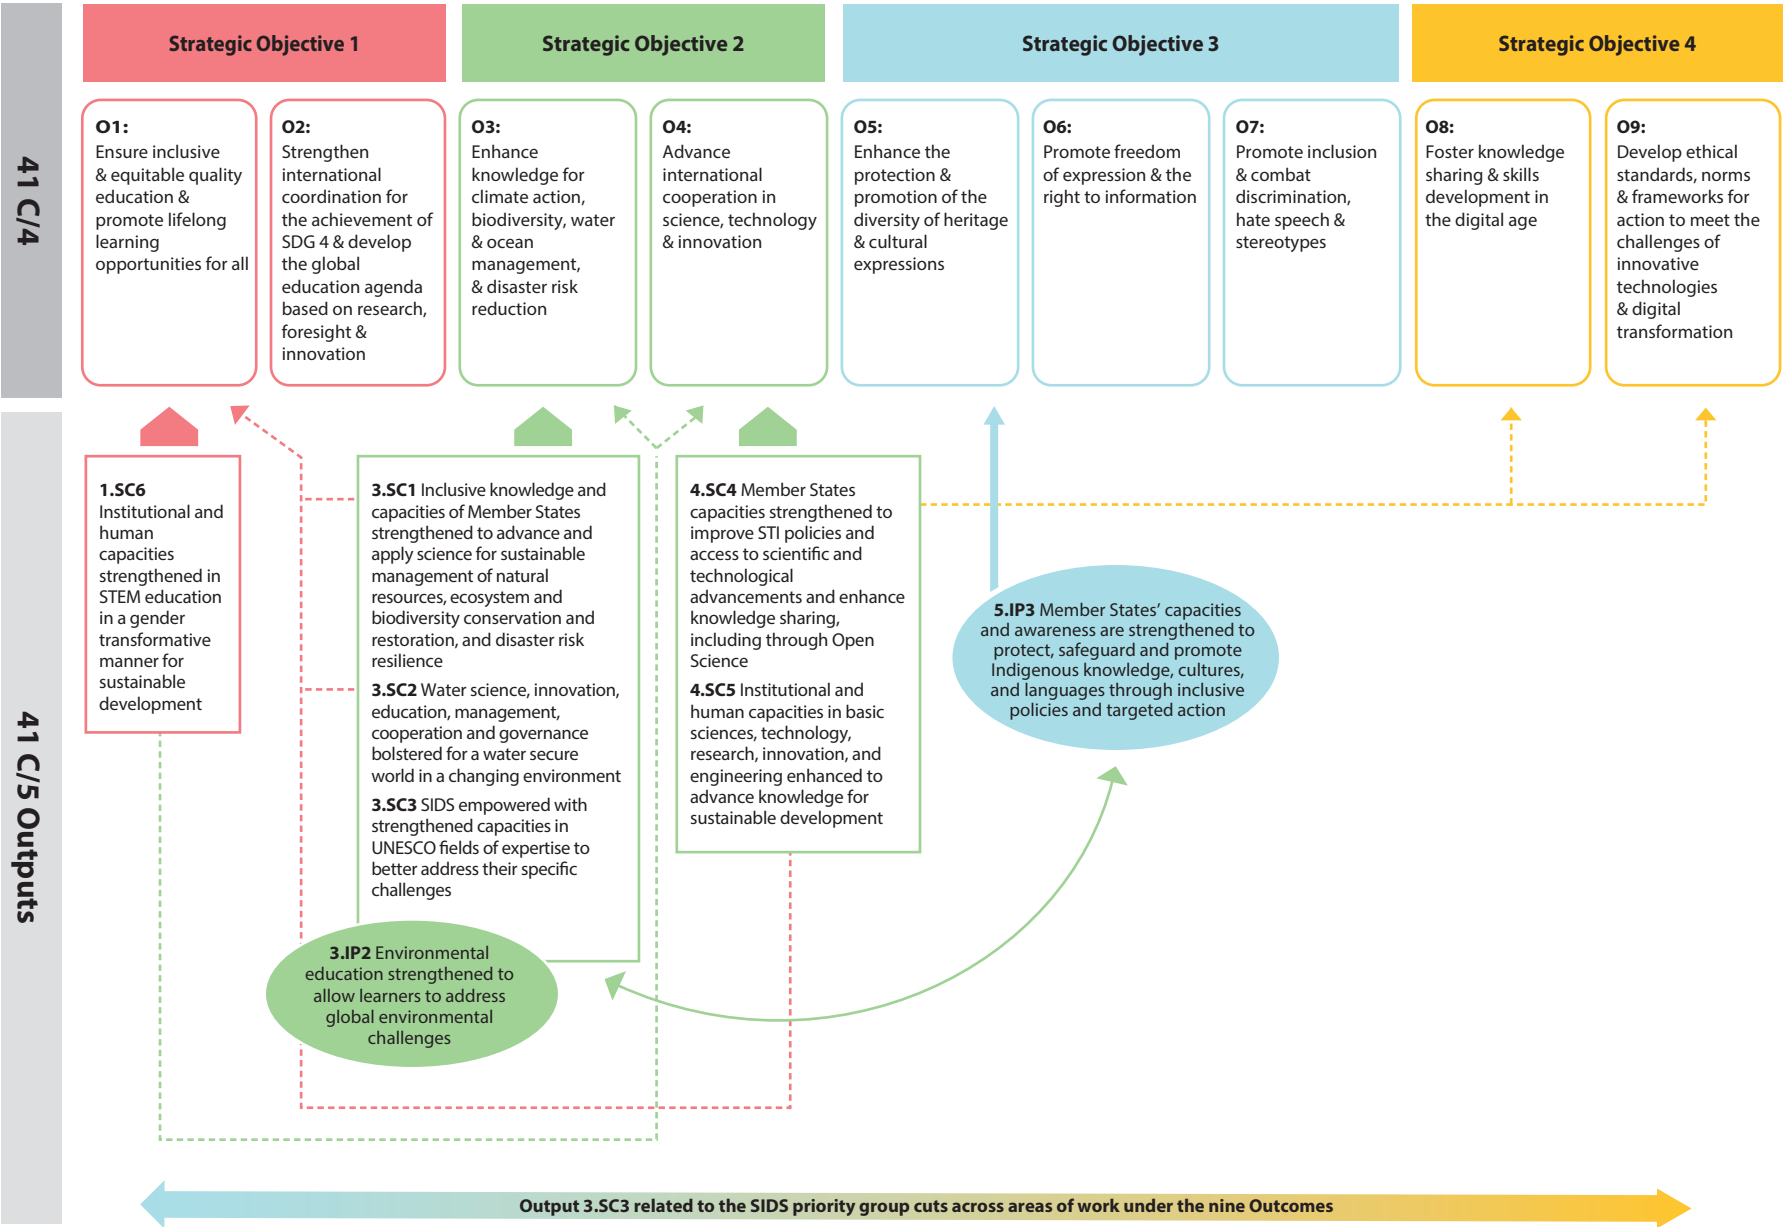 41 C/4
Strategic Objective 1
Strategic Objective 2
Strategic Objective 3
Strategic Objective 4
O1:
Ensure inclusive
& equitable quality
education &
promote lifelong
learning
opportunities for all
O2:
Strengthen
international
coordination for
the achievement of
SDG 4 & develop
the global
education agenda
based on research,
foresight &
innovation
O3:
Enhance
knowledge for
climate action,
biodiversity, water
& ocean
management,
& disaster risk
reduction
O4:
Advance
international
cooperation in
science, technology
& innovation
O5:
Enhance the
protection &
promotion of the
diversity of heritage
& cultural
expressions
O6:
Promote freedom
of expression & the
right to information
O7:
Promote inclusion
& combat
discrimination,
hate speech &
stereotypes
O8:
Foster knowledge
sharing & skills
development in
the digital age
O9:
Develop ethical
standards, norms
& frameworks for
action to meet the
challenges of
innovative
technologies
& digital
transformation
41 C/5 Outputs
1.SC6
Institutional and
human
capacities
strengthened in
STEM education
in a gender
transformative
manner for
sustainable
development
3.SC1 Inclusive knowledge and
capacities of Member States
strengthened to advance and
apply science for sustainable
management of natural
resources, ecosystem and
biodiversity conservation and
restoration, and disaster risk
resilience
3.SC2 Water science, innovation,
education, management,
cooperation and governance
bolstered for a water secure
world in a changing environment
3.SC3 SIDS empowered with
strengthened capacities in
UNESCO fields of expertise to
better address their specific
challenges
3.IP2 Environmental
education strengthened to
allow learners to address
global environmental
challenges
4.SC4 Member States
capacities strengthened to
improve STI policies and
access to scientific and
technological
advancements and enhance
knowledge sharing,
including through Open
Science
4.SC5 Institutional and
human capacities in basic
sciences, technology,
research, innovation, and
engineering enhanced to
advance knowledge for
sustainable development
5.IP3 Member States’ capacities
and awareness are strengthened to
protect, safeguard and promote
Indigenous knowledge, cultures,
and languages through inclusive
policies and targeted action
Output 3.SC3 related to the SIDS priority group cuts across areas of work under the nine Outcomes